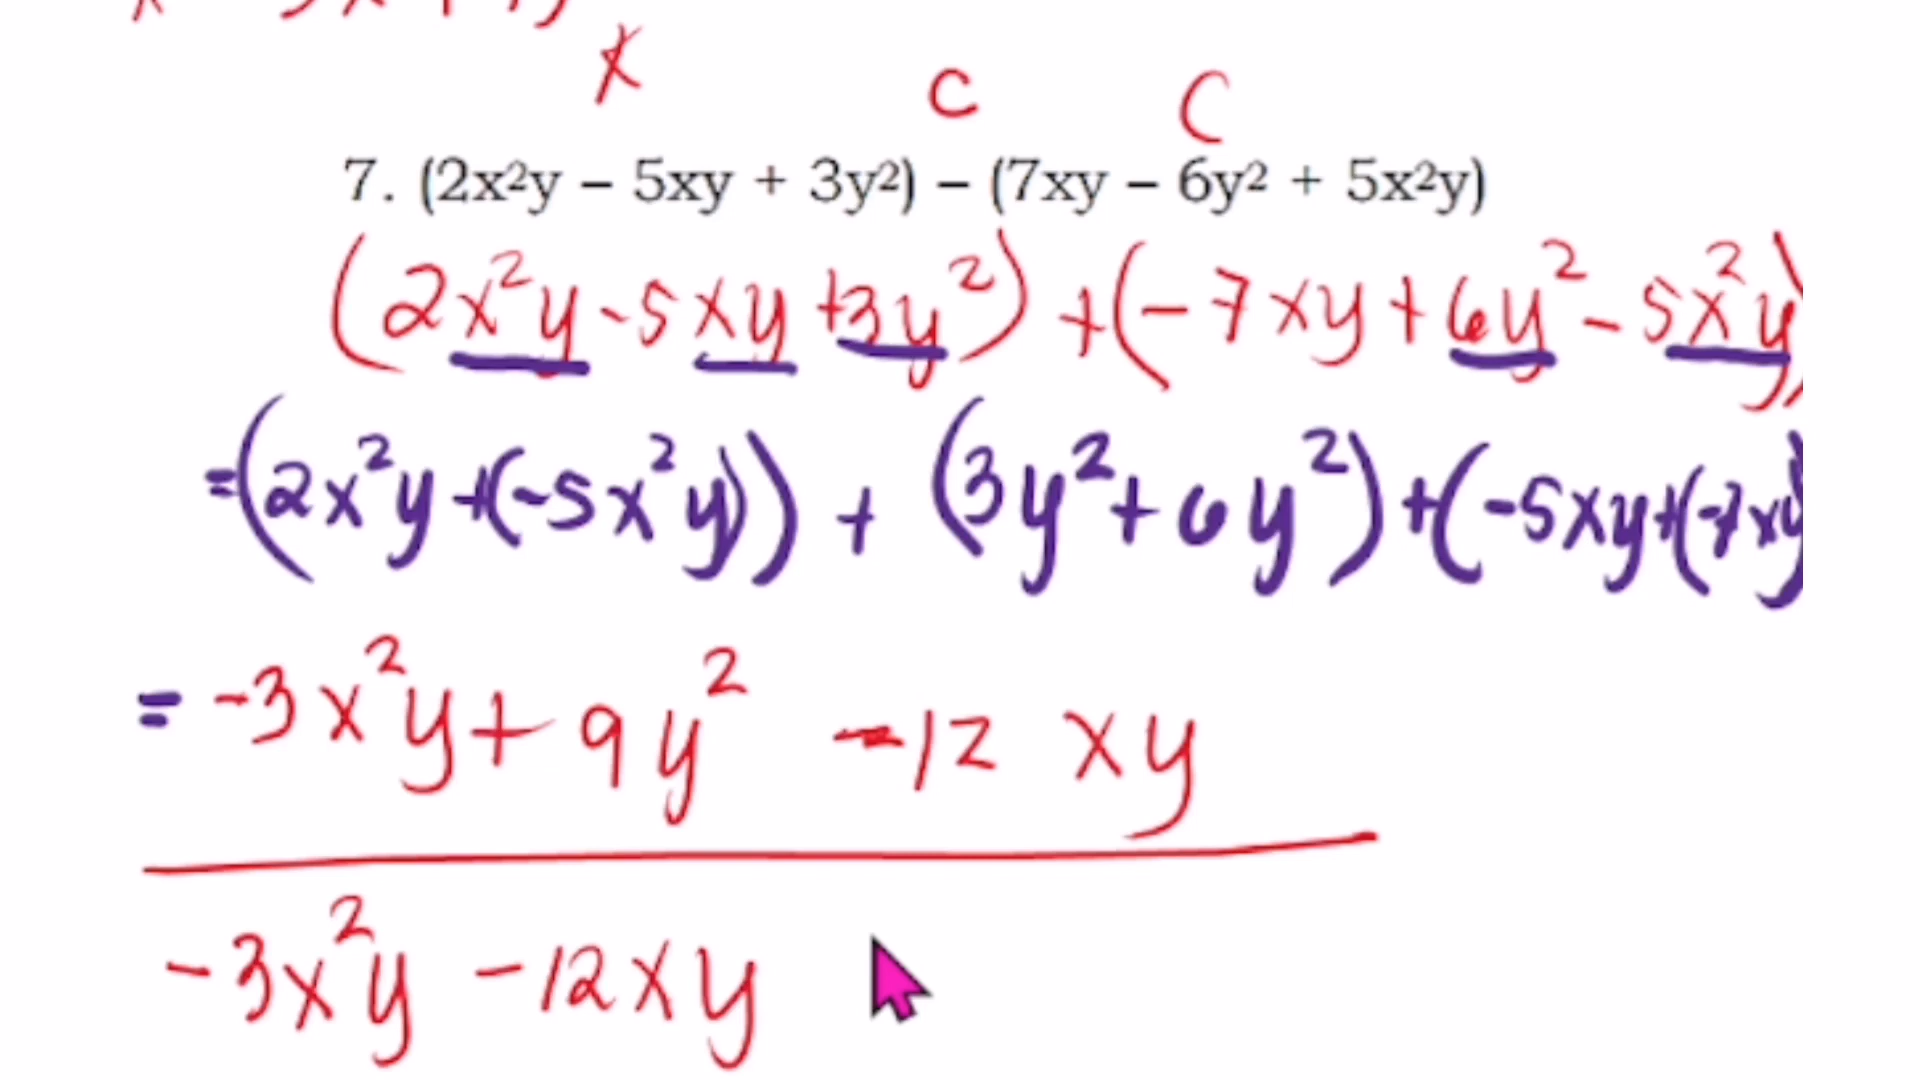 x
c c
7. (2x²y – 5xy + 3y²) – (7xy – 6y² + 5x²y)
(2x²y - 5xy + 3y²) + (-7xy + 6y² - 5x²y)
= (2x²y + (-5x²y)) + (3y² + 6y²) + (-5xy + (-7xy)
= -3x²y + 9y² - 12 xy
-3x²y - 12xy